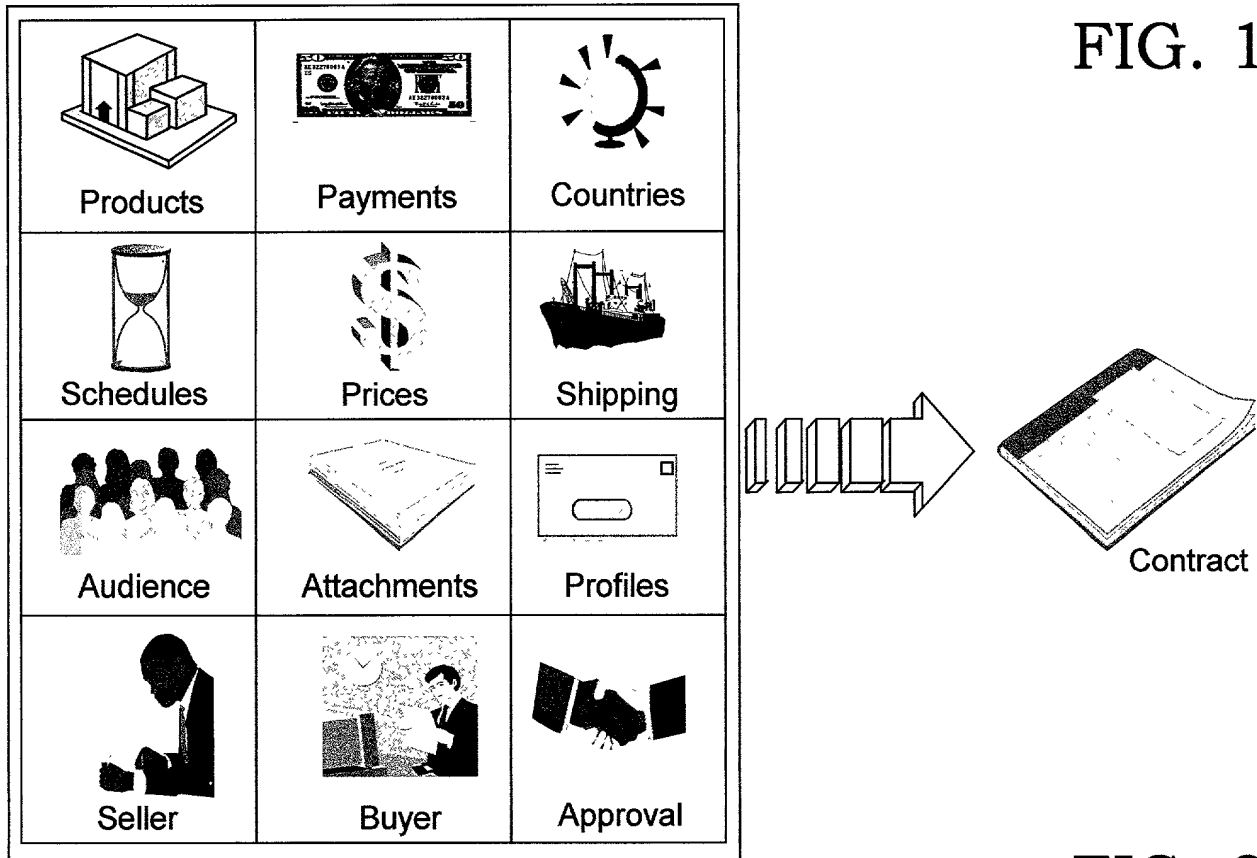 FIG. 1
Products Payments Countries
Schedules Prices Shipping
Audience Attachments Profiles
Contract
Seller Buyer Approval